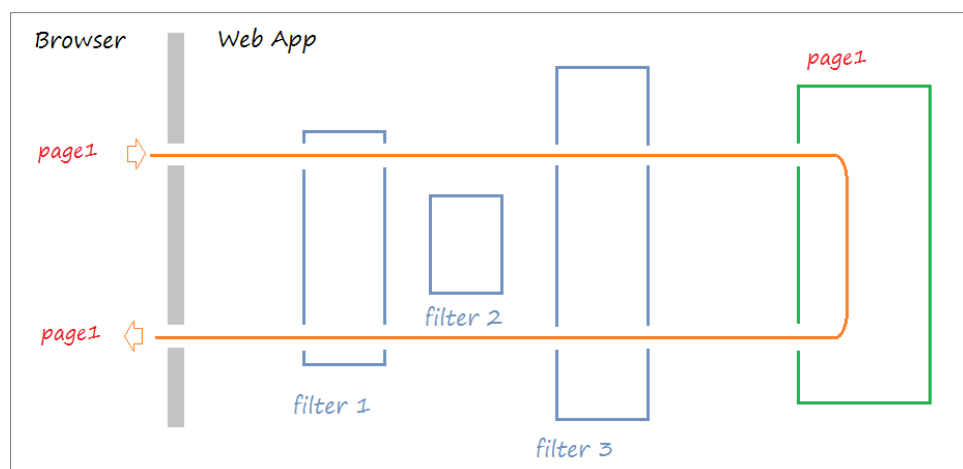 Browser
Web App
page1
page1
page1
filter 2
filter 1
filter 3